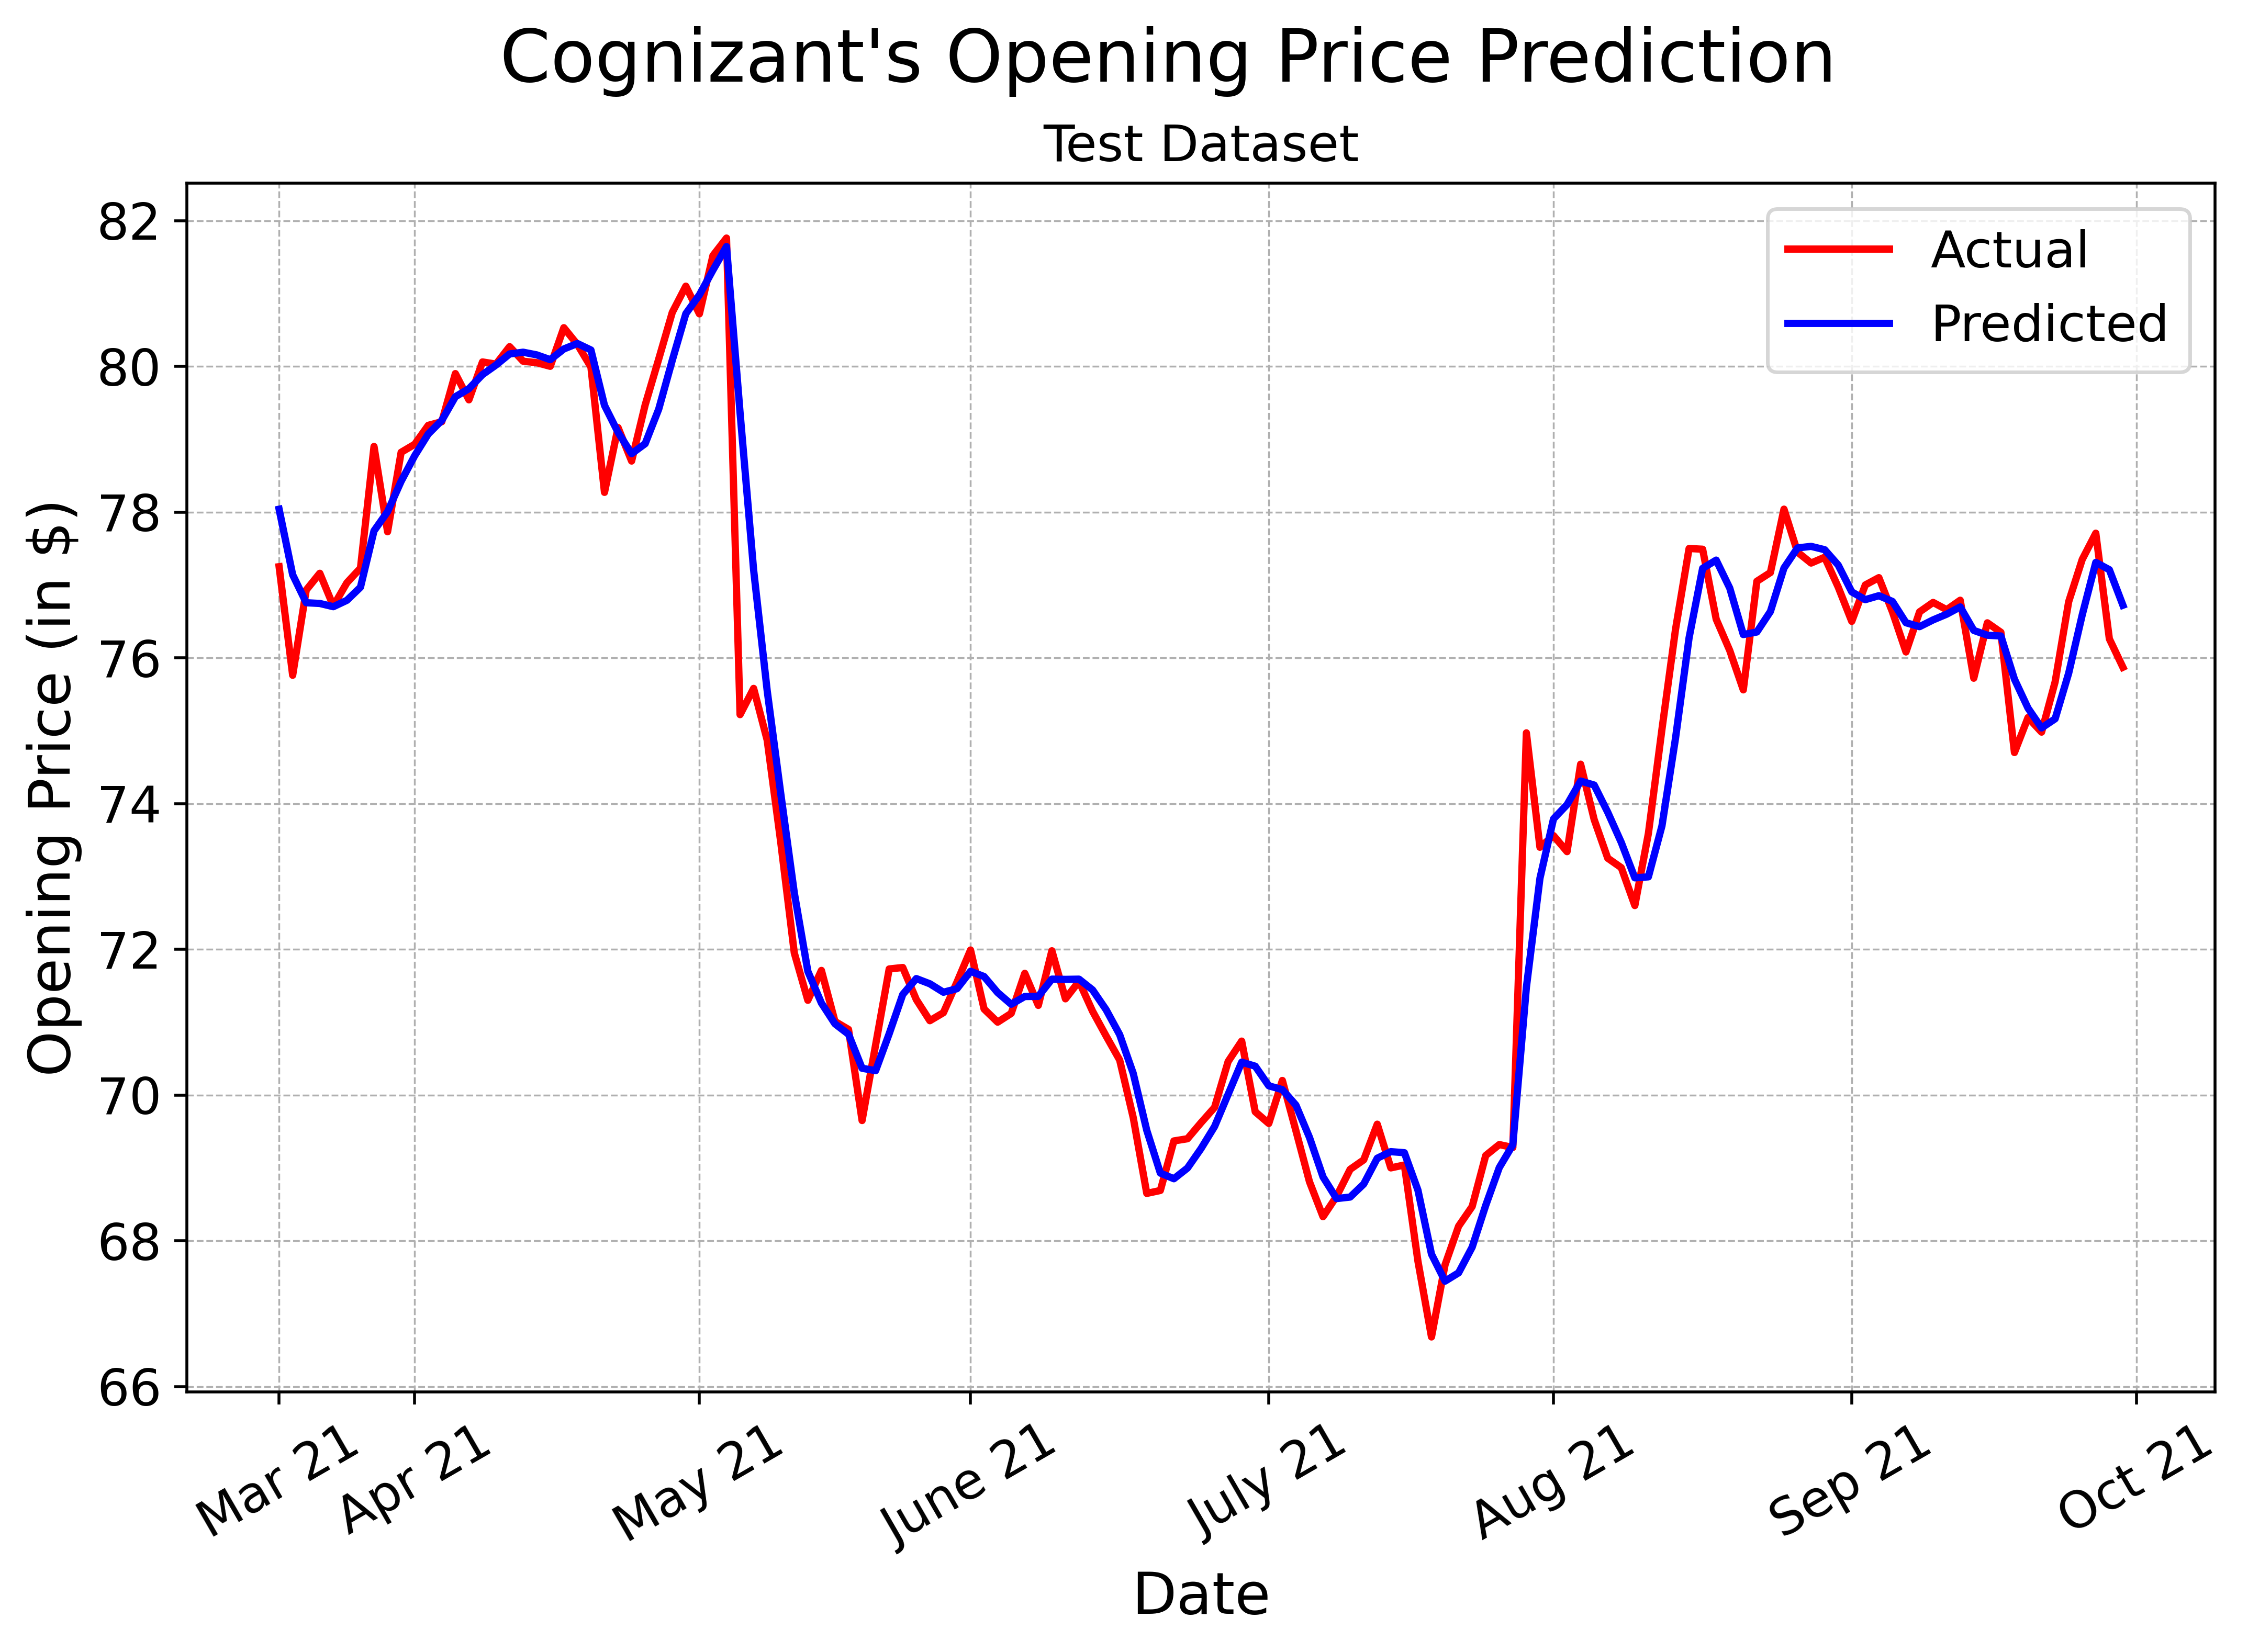 Cognizant's Opening Price Prediction
Test Dataset
Actual
Predicted
Opening Price (in $)
82
80
78
76
74
72
70
68
66
Mar 21
Apr 21
May 21
June 21
July 21
Aug 21
Sep 21
Oct 21
Date